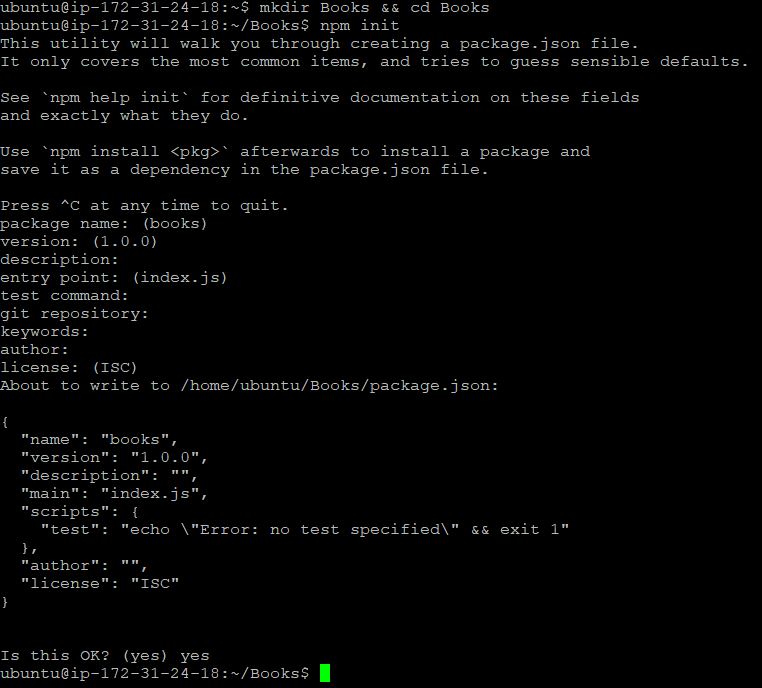 ubuntu@ip-172-31-24-18:~$ mkdir Books && cd Books
ubuntu@ip-172-31-24-18:~/Books$ npm init
This utility will walk you through creating a package.json file.
It only covers the most common items, and tries to guess sensible defaults.

See `npm help init` for definitive documentation on these fields
and exactly what they do.

Use `npm install <pkg>` afterwards to install a package and
save it as a dependency in the package.json file.

Press ^C at any time to quit.
package name: (books)
version: (1.0.0)
description:
entry point: (index.js)
test command:
git repository:
keywords:
author:
license: (ISC)
About to write to /home/ubuntu/Books/package.json:

{
  "name": "books",
  "version": "1.0.0",
  "description": "",
  "main": "index.js",
  "scripts": {
    "test": "echo \"Error: no test specified\" && exit 1"
  },
  "author": "",
  "license": "ISC"
}


Is this OK? (yes) yes
ubuntu@ip-172-31-24-18:~/Books$